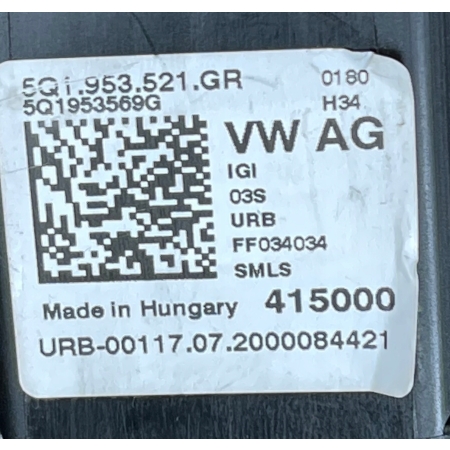 5Q1.953.521.GR 0180
5Q1953569G H34
VW AG
IGI
03S
URB
FF034034
SMLS
Made in Hungary 415000
URB-00117.07.2000084421